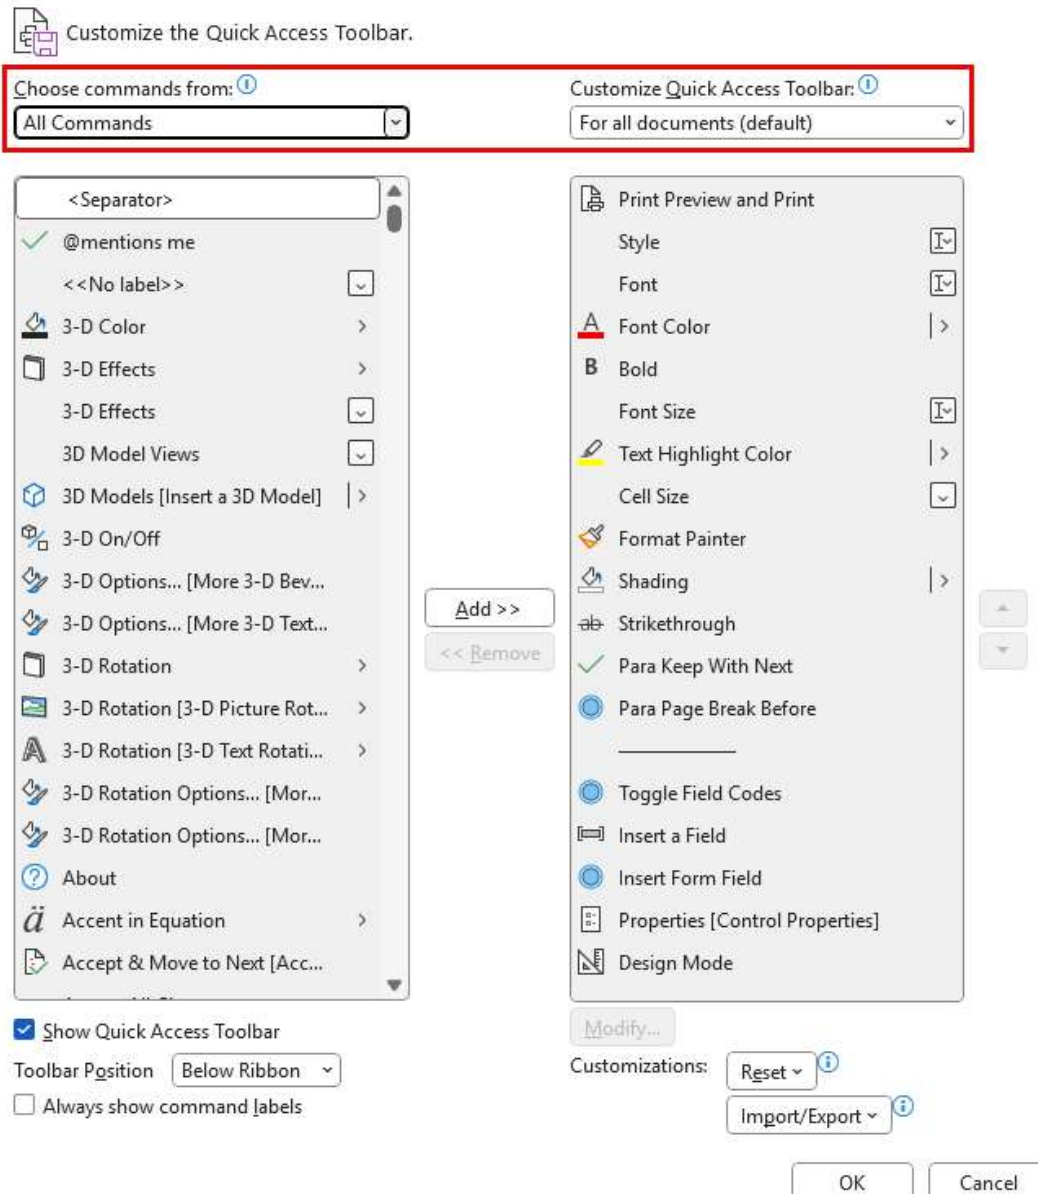 Customize the Quick Access Toolbar.
Choose commands from:
All Commands
Customize Quick Access Toolbar:
For all documents (default)
<Separator>
@mentions me
<<No label>>
3-D Color
3-D Effects
3-D Effects
3D Model Views
3D Models [Insert a 3D Model]
3-D On/Off
3-D Options... [More 3-D Bev...
3-D Options... [More 3-D Text...
3-D Rotation
3-D Rotation [3-D Picture Rot...
3-D Rotation [3-D Text Rotati...
3-D Rotation Options... [Mor...
3-D Rotation Options... [Mor...
About
Accent in Equation
Accept & Move to Next [Acc...
Add >>
<< Remove
Print Preview and Print
Style
Font
Font Color
Bold
Font Size
Text Highlight Color
Cell Size
Format Painter
Shading
Strikethrough
Para Keep With Next
Para Page Break Before
Toggle Field Codes
Insert a Field
Insert Form Field
Properties [Control Properties]
Design Mode
Show Quick Access Toolbar
Toolbar Position
Below Ribbon
Always show command labels
Modify...
Customizations:
Reset
Import/Export
OK
Cancel